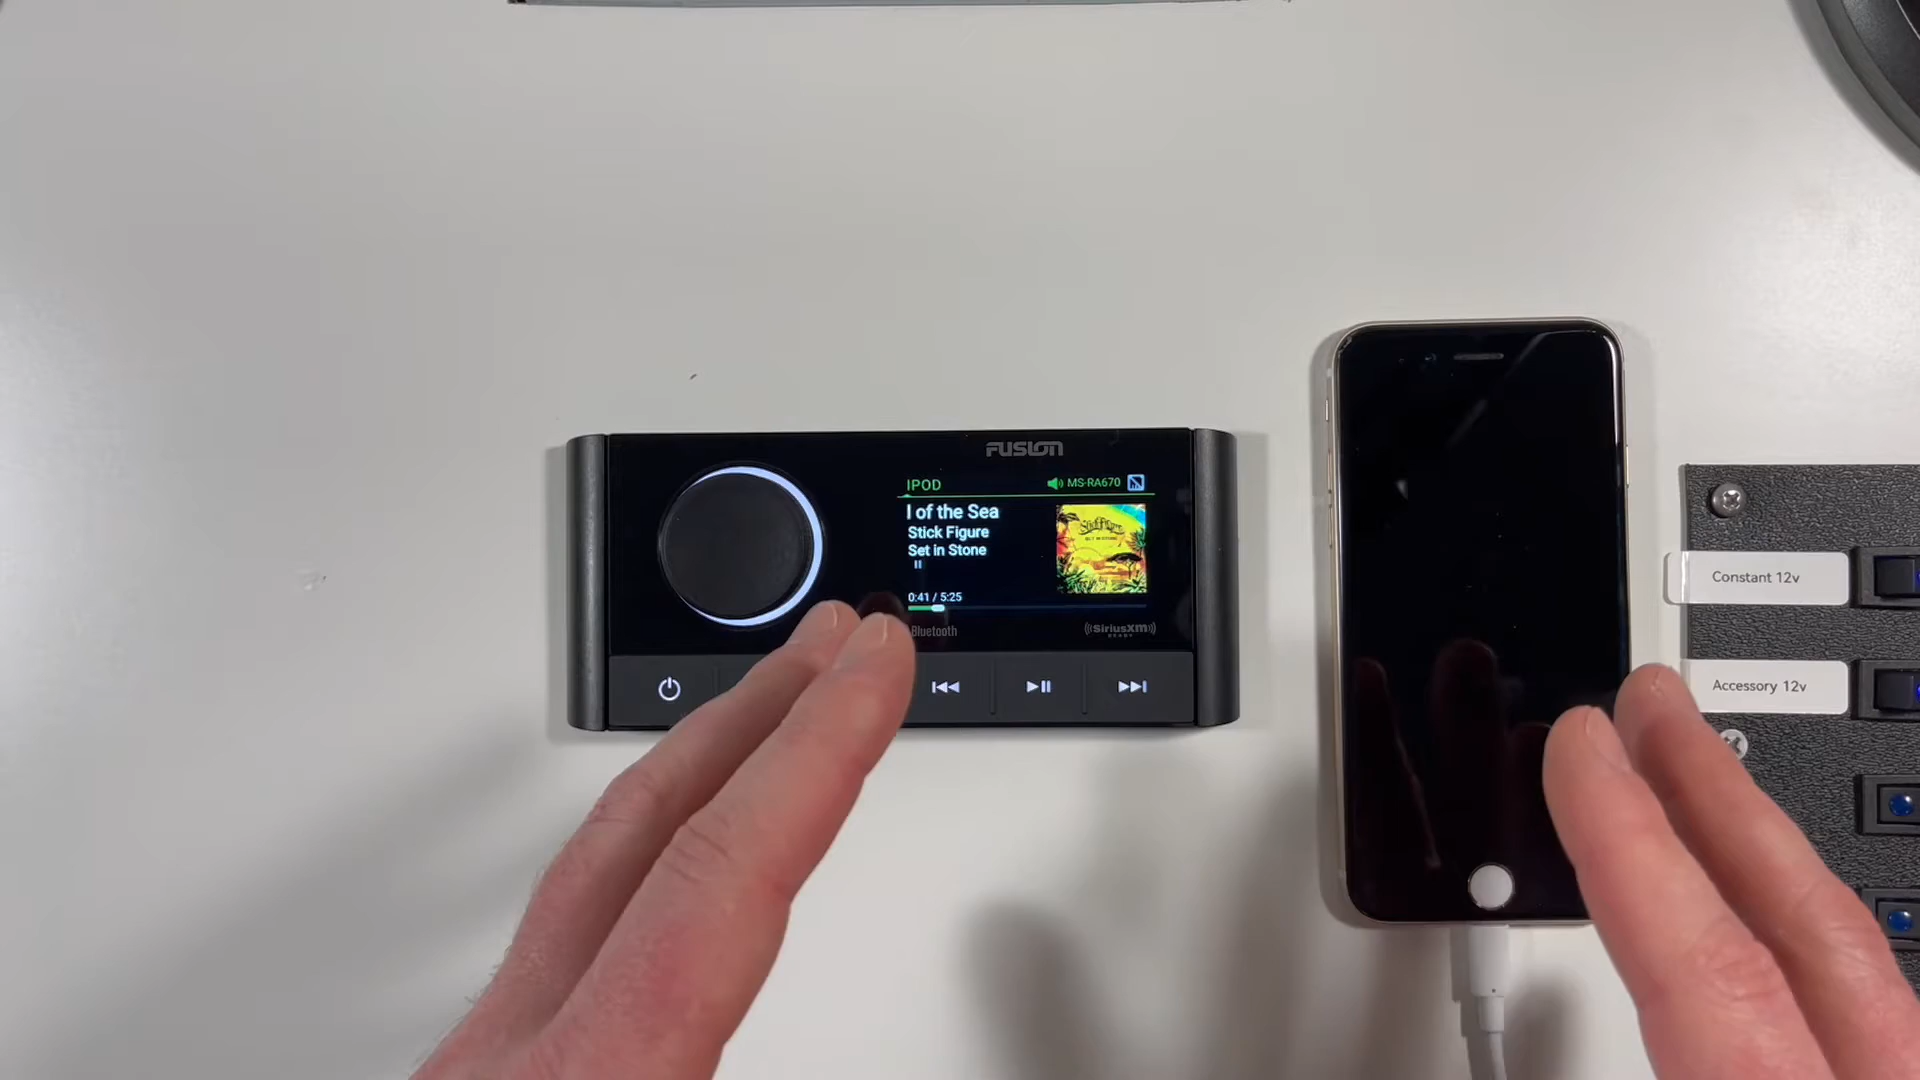 FUSION
IPOD
MS-RA670
l of the Sea
Stick Figure
Set in Stone
0:41 / 5:25
Bluetooth
SiriusXM
READY
Constant 12v
Accessory 12v